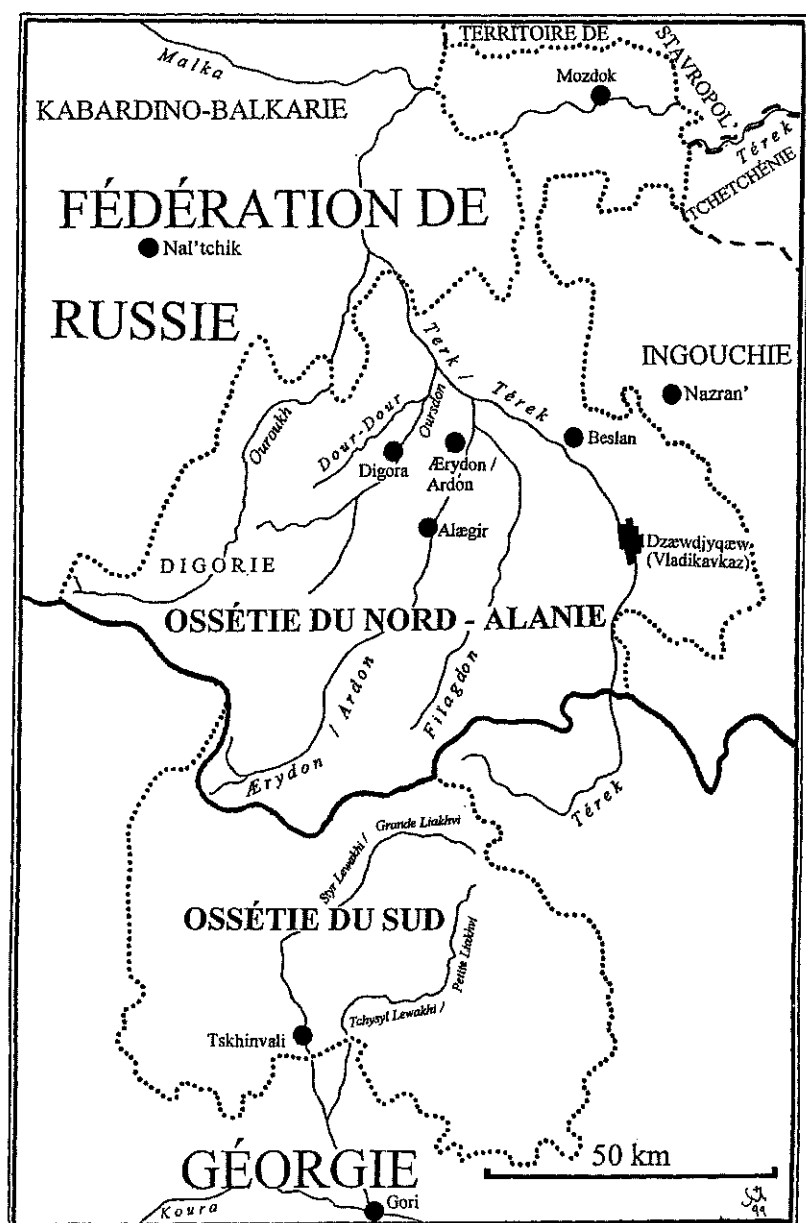 TERRITOIRE DE
STAVROPOL'
Malka
Mozdok
KABARDINO-BALKARIE
Térek
TCHETCHÉNIE
FÉDÉRATION DE
Nal'tchik
RUSSIE
Terk /
Térek
INGOUCHIE
Nazran'
Ouroukh
Dour-Dour
Oursdon
Beslan
Digora
Ærydon /
Ardon
Alægir
Dzæwdjyqæw
(Vladikavkaz)
DIGORIE
OSSÉTIE DU NORD - ALANIE
Ærydon / Ardon
FiIagdon
Térek
Styr Lewakhi /
Grande Liakhvi
OSSÉTIE DU SUD
Tchysyl Lewakhi /
Petite Liakhvi
Tskhinvali
50 km
GÉORGIE
Koura
Gori
99